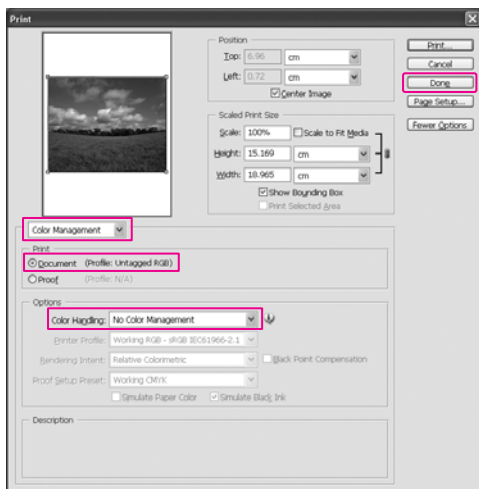 Print
Position
Top: 6.96 cm
Left: 0.72 cm
Center Image
Scaled Print Size
Scale: 100% Scale to Fit Media
Height: 15.169 cm
Width: 18.965 cm
Show Bounding Box
Print Selected Area
Print...
Cancel
Done
Page Setup...
Fewer Options
Color Management
Print
Document (Profile: Untagged RGB)
Proof (Profile: N/A)
Options
Color Handling: No Color Management
Printer Profile: Working RGB - sRGB IEC61966-2.1
Rendering Intent: Relative Colorimetric Black Point Compensation
Proof Setup Preset: Working CMYK
Simulate Paper Color Simulate Black Ink
Description